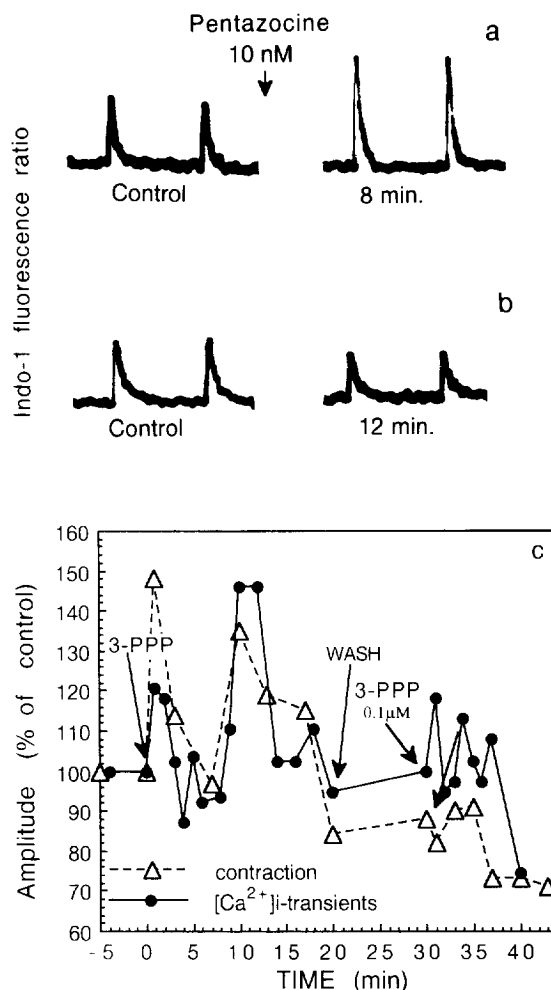 Pentazocine
10 nM
a
Indo-1 fluorescence ratio
Control
8 min.
b
Control
12 min.
c
Amplitude (% of control)
160
150
140
130
120
110
100
90
80
70
60
3-PPP
WASH
3-PPP
0.1µM
contraction
[Ca2+]i-transients
-5 0 5 10 15 20 25 30 35 40
TIME (min)